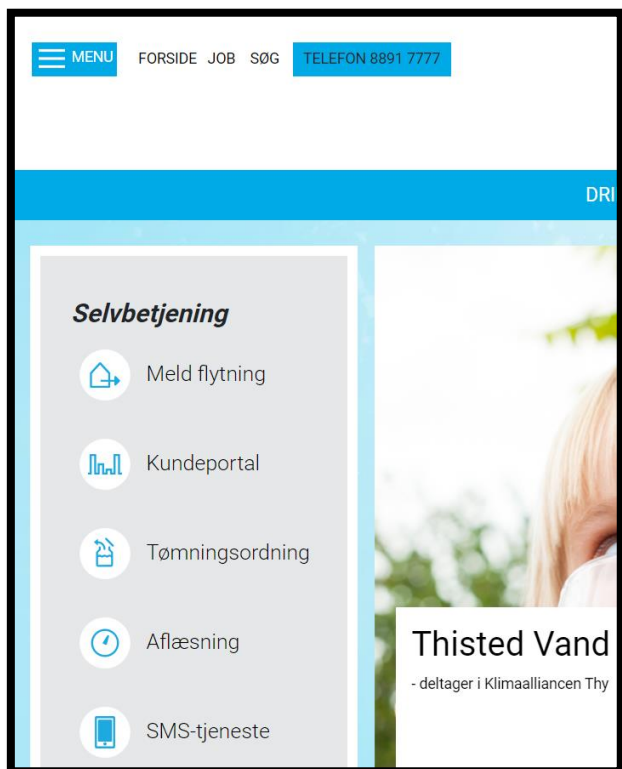 MENU FORSIDE JOB SØG TELEFON 8891 7777
DRI
Selvbetjening
Meld flytning
Kundeportal
Tømningsordning
Aflæsning
SMS-tjeneste
Thisted Vand
- deltager i Klimaalliancen Thy